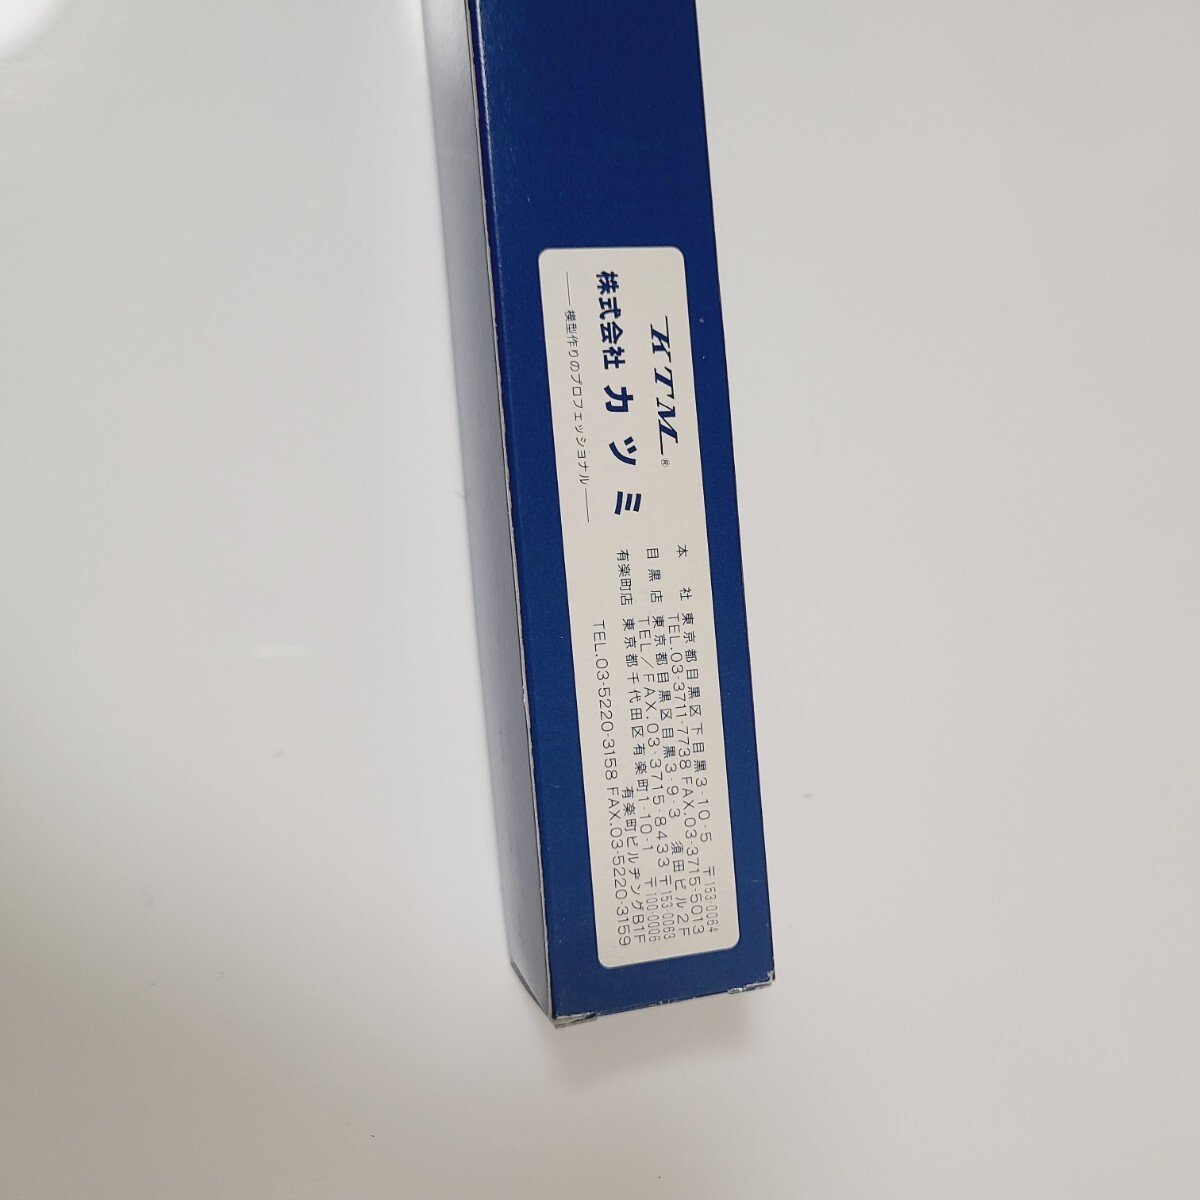 KTM®
株式会社 カツミ
―模型作りのプロフェッショナル―
本社 東京都目黒区下目黒3-10-5 〒153-0064
TEL.03-3711-7738 FAX.03-3715-5013
目黒店 東京都目黒区目黒3-9-3 須田ビル2F
TEL/FAX.03-3715-8433 〒153-0063
有楽町店 東京都千代田区有楽町1-10-1 〒100-0006
有楽町ビルヂングB1F
TEL.03-5220-3158 FAX.03-5220-3159